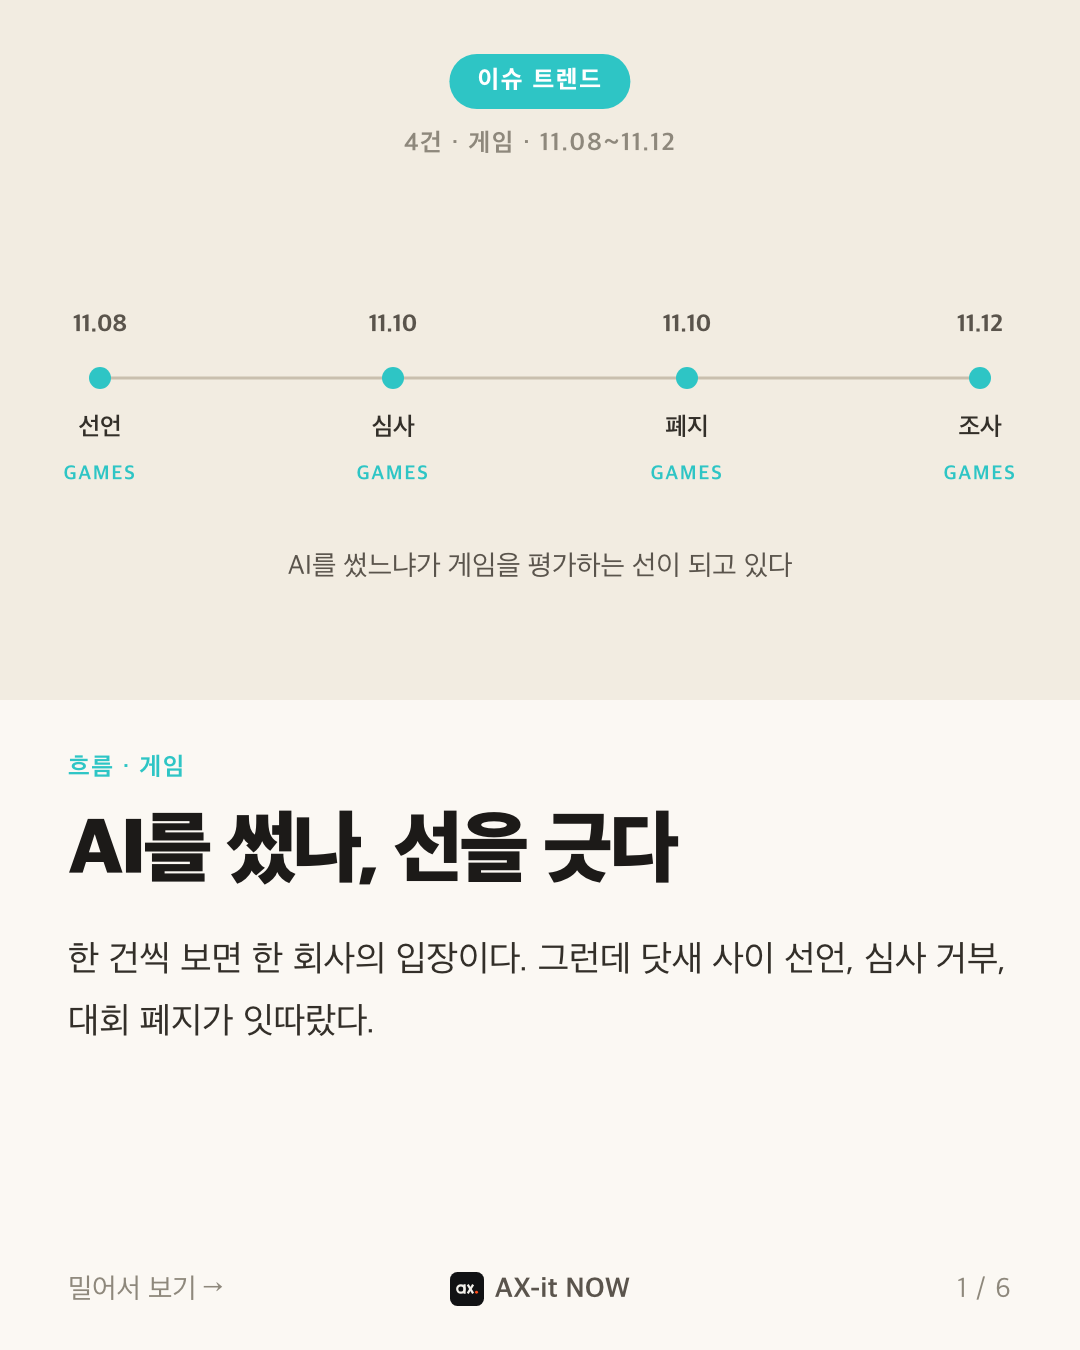 이슈 트렌드
4건 · 게임 · 11.08~11.12
11.08 11.10 11.10 11.12
선언 심사 폐지 조사
GAMES GAMES GAMES GAMES
AI를 썼느냐가 게임을 평가하는 선이 되고 있다
흐름 · 게임
AI를 썼나, 선을 긋다
한 건씩 보면 한 회사의 입장이다. 그런데 닷새 사이 선언, 심사 거부,
대회 폐지가 잇따랐다.
밀어서 보기 → ax. AX-it NOW 1 / 6